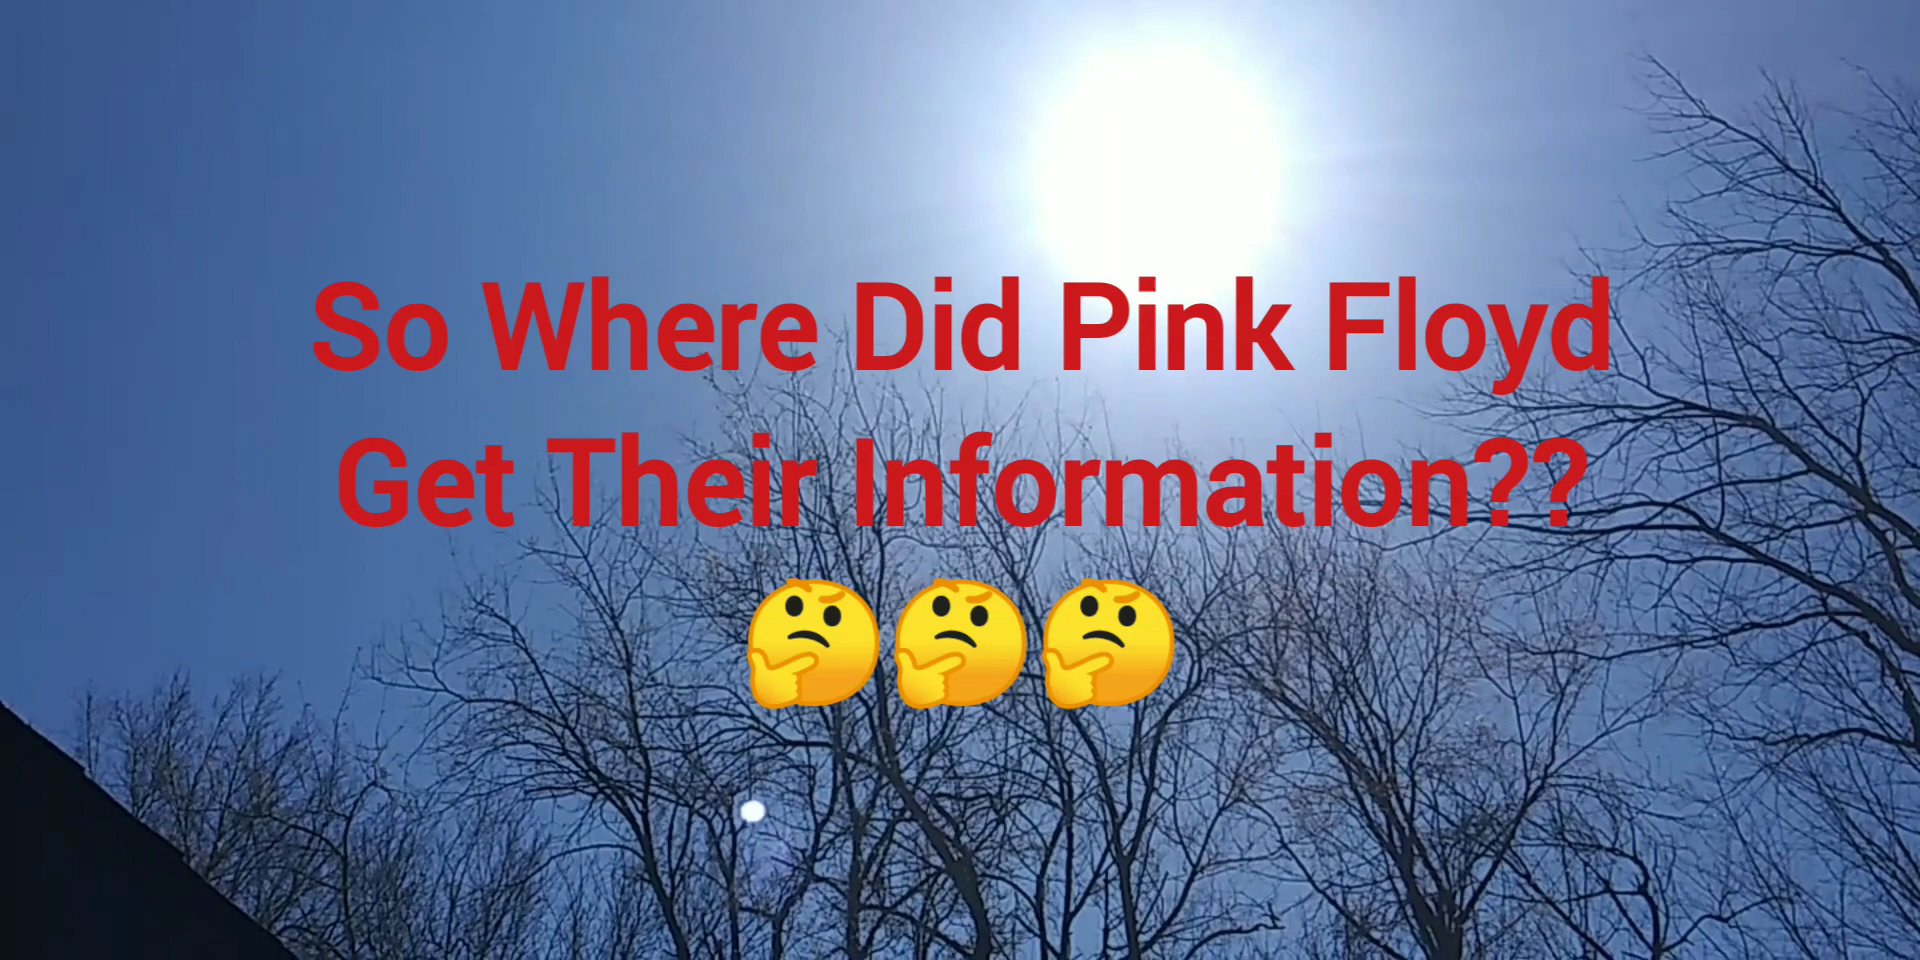 So Where Did Pink Floyd
Get Their Information??
🤔🤔🤔